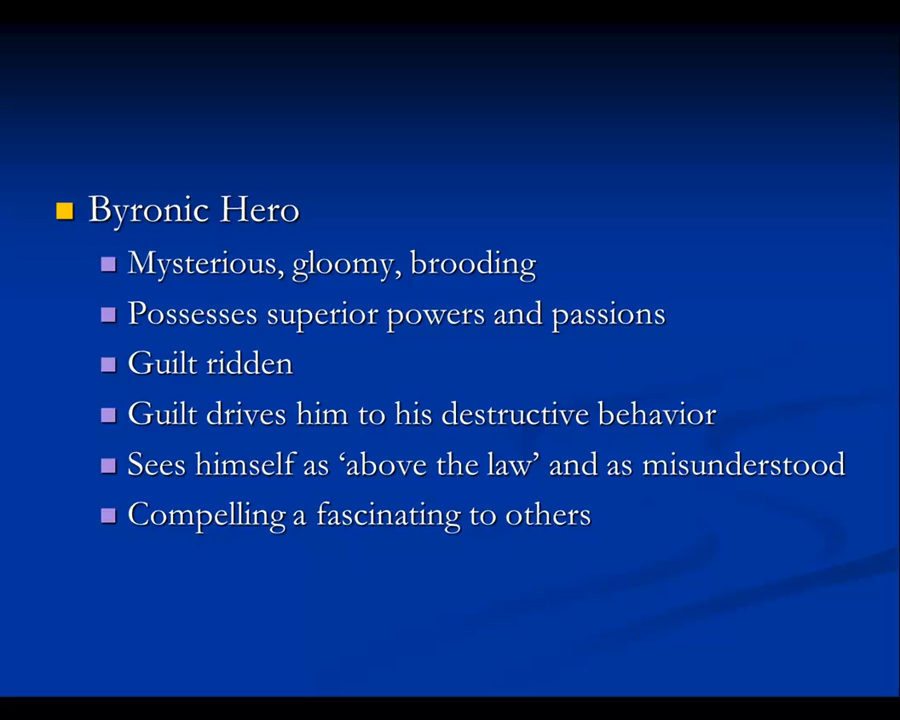 Byronic Hero
Mysterious, gloomy, brooding
Possesses superior powers and passions
Guilt ridden
Guilt drives him to his destructive behavior
Sees himself as ‘above the law’ and as misunderstood
Compelling a fascinating to others